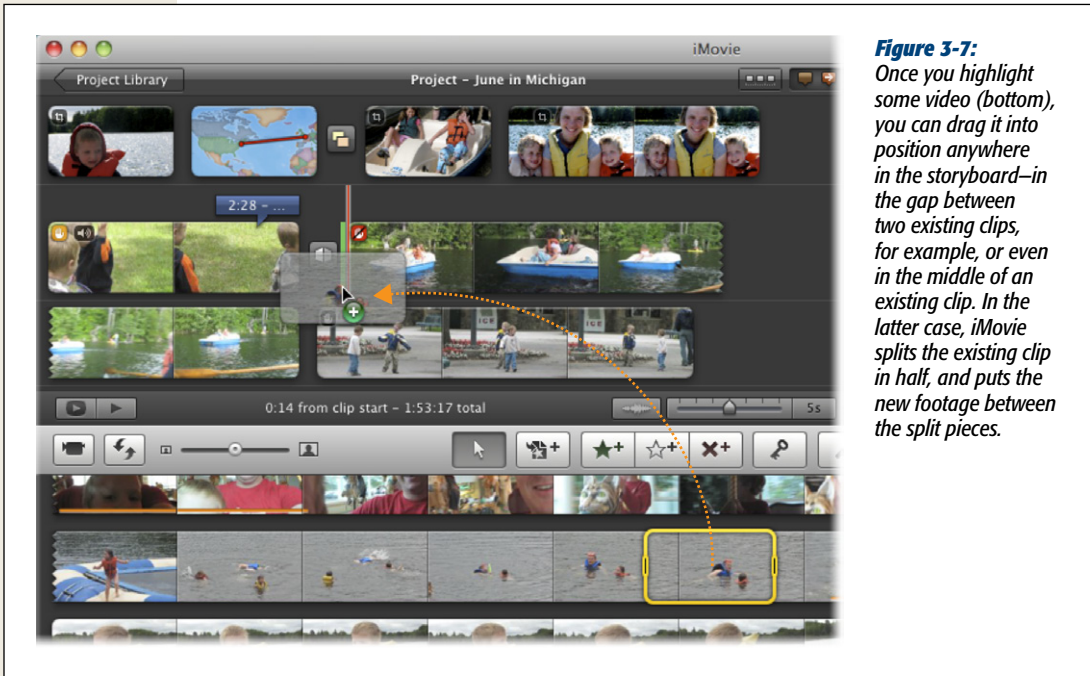 iMovie
Project Library
Project – June in Michigan
2:28 – ...
ICE
ICE
0:14 from clip start – 1:53:17 total
5s
Figure 3-7:
Once you highlight
some video (bottom),
you can drag it into
position anywhere
in the storyboard—in
the gap between
two existing clips,
for example, or even
in the middle of an
existing clip. In the
latter case, iMovie
splits the existing clip
in half, and puts the
new footage between
the split pieces.